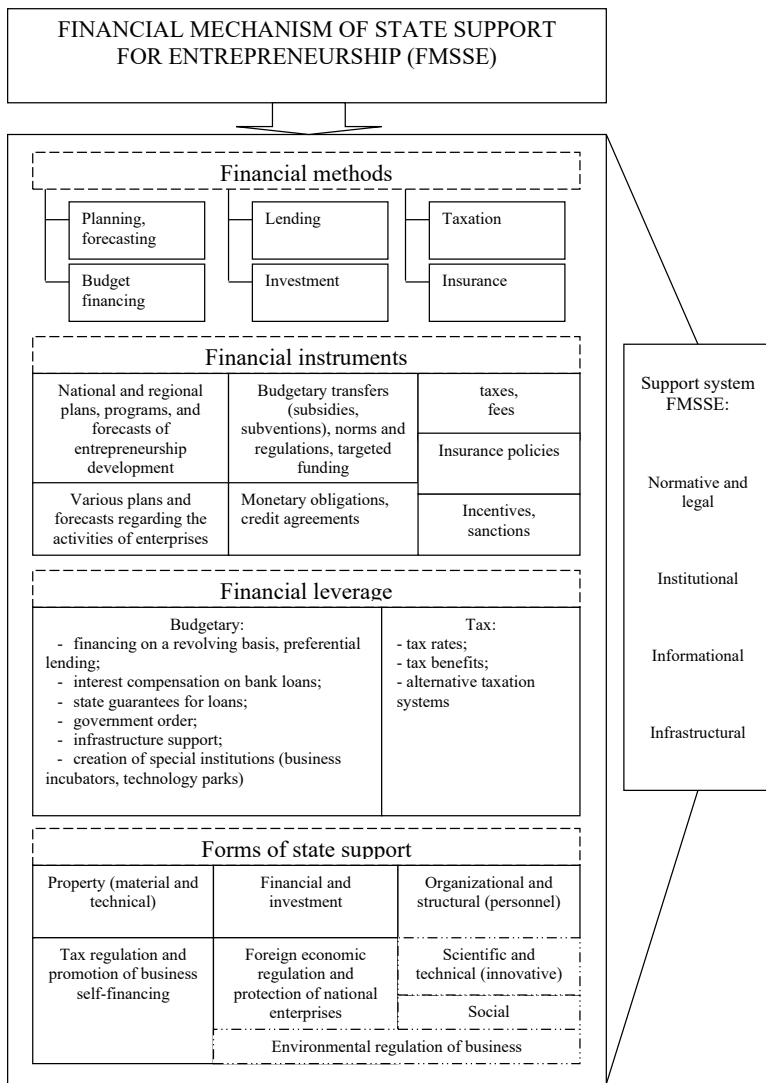 FINANCIAL MECHANISM OF STATE SUPPORT
FOR ENTREPRENEURSHIP (FMSSE)
Financial methods
Planning,
forecasting
Lending
Taxation
Budget
financing
Investment
Insurance
Financial instruments
National and regional
plans, programs, and
forecasts of
entrepreneurship
development
Budgetary transfers
(subsidies,
subventions), norms and
regulations, targeted
funding
taxes,
fees
Insurance policies
Various plans and
forecasts regarding the
activities of enterprises
Monetary obligations,
credit agreements
Incentives,
sanctions
Financial leverage
Budgetary:
- financing on a revolving basis, preferential
lending;
- interest compensation on bank loans;
- state guarantees for loans;
- government order;
- infrastructure support;
- creation of special institutions (business
incubators, technology parks)
Tax:
- tax rates;
- tax benefits;
- alternative taxation
systems
Forms of state support
Property (material and
technical)
Financial and
investment
Organizational and
structural (personnel)
Tax regulation and
promotion of business
self-financing
Foreign economic
regulation and
protection of national
enterprises
Scientific and
technical (innovative)
Social
Environmental regulation of business
Support system
FMSSE:
Normative and
legal
Institutional
Informational
Infrastructural